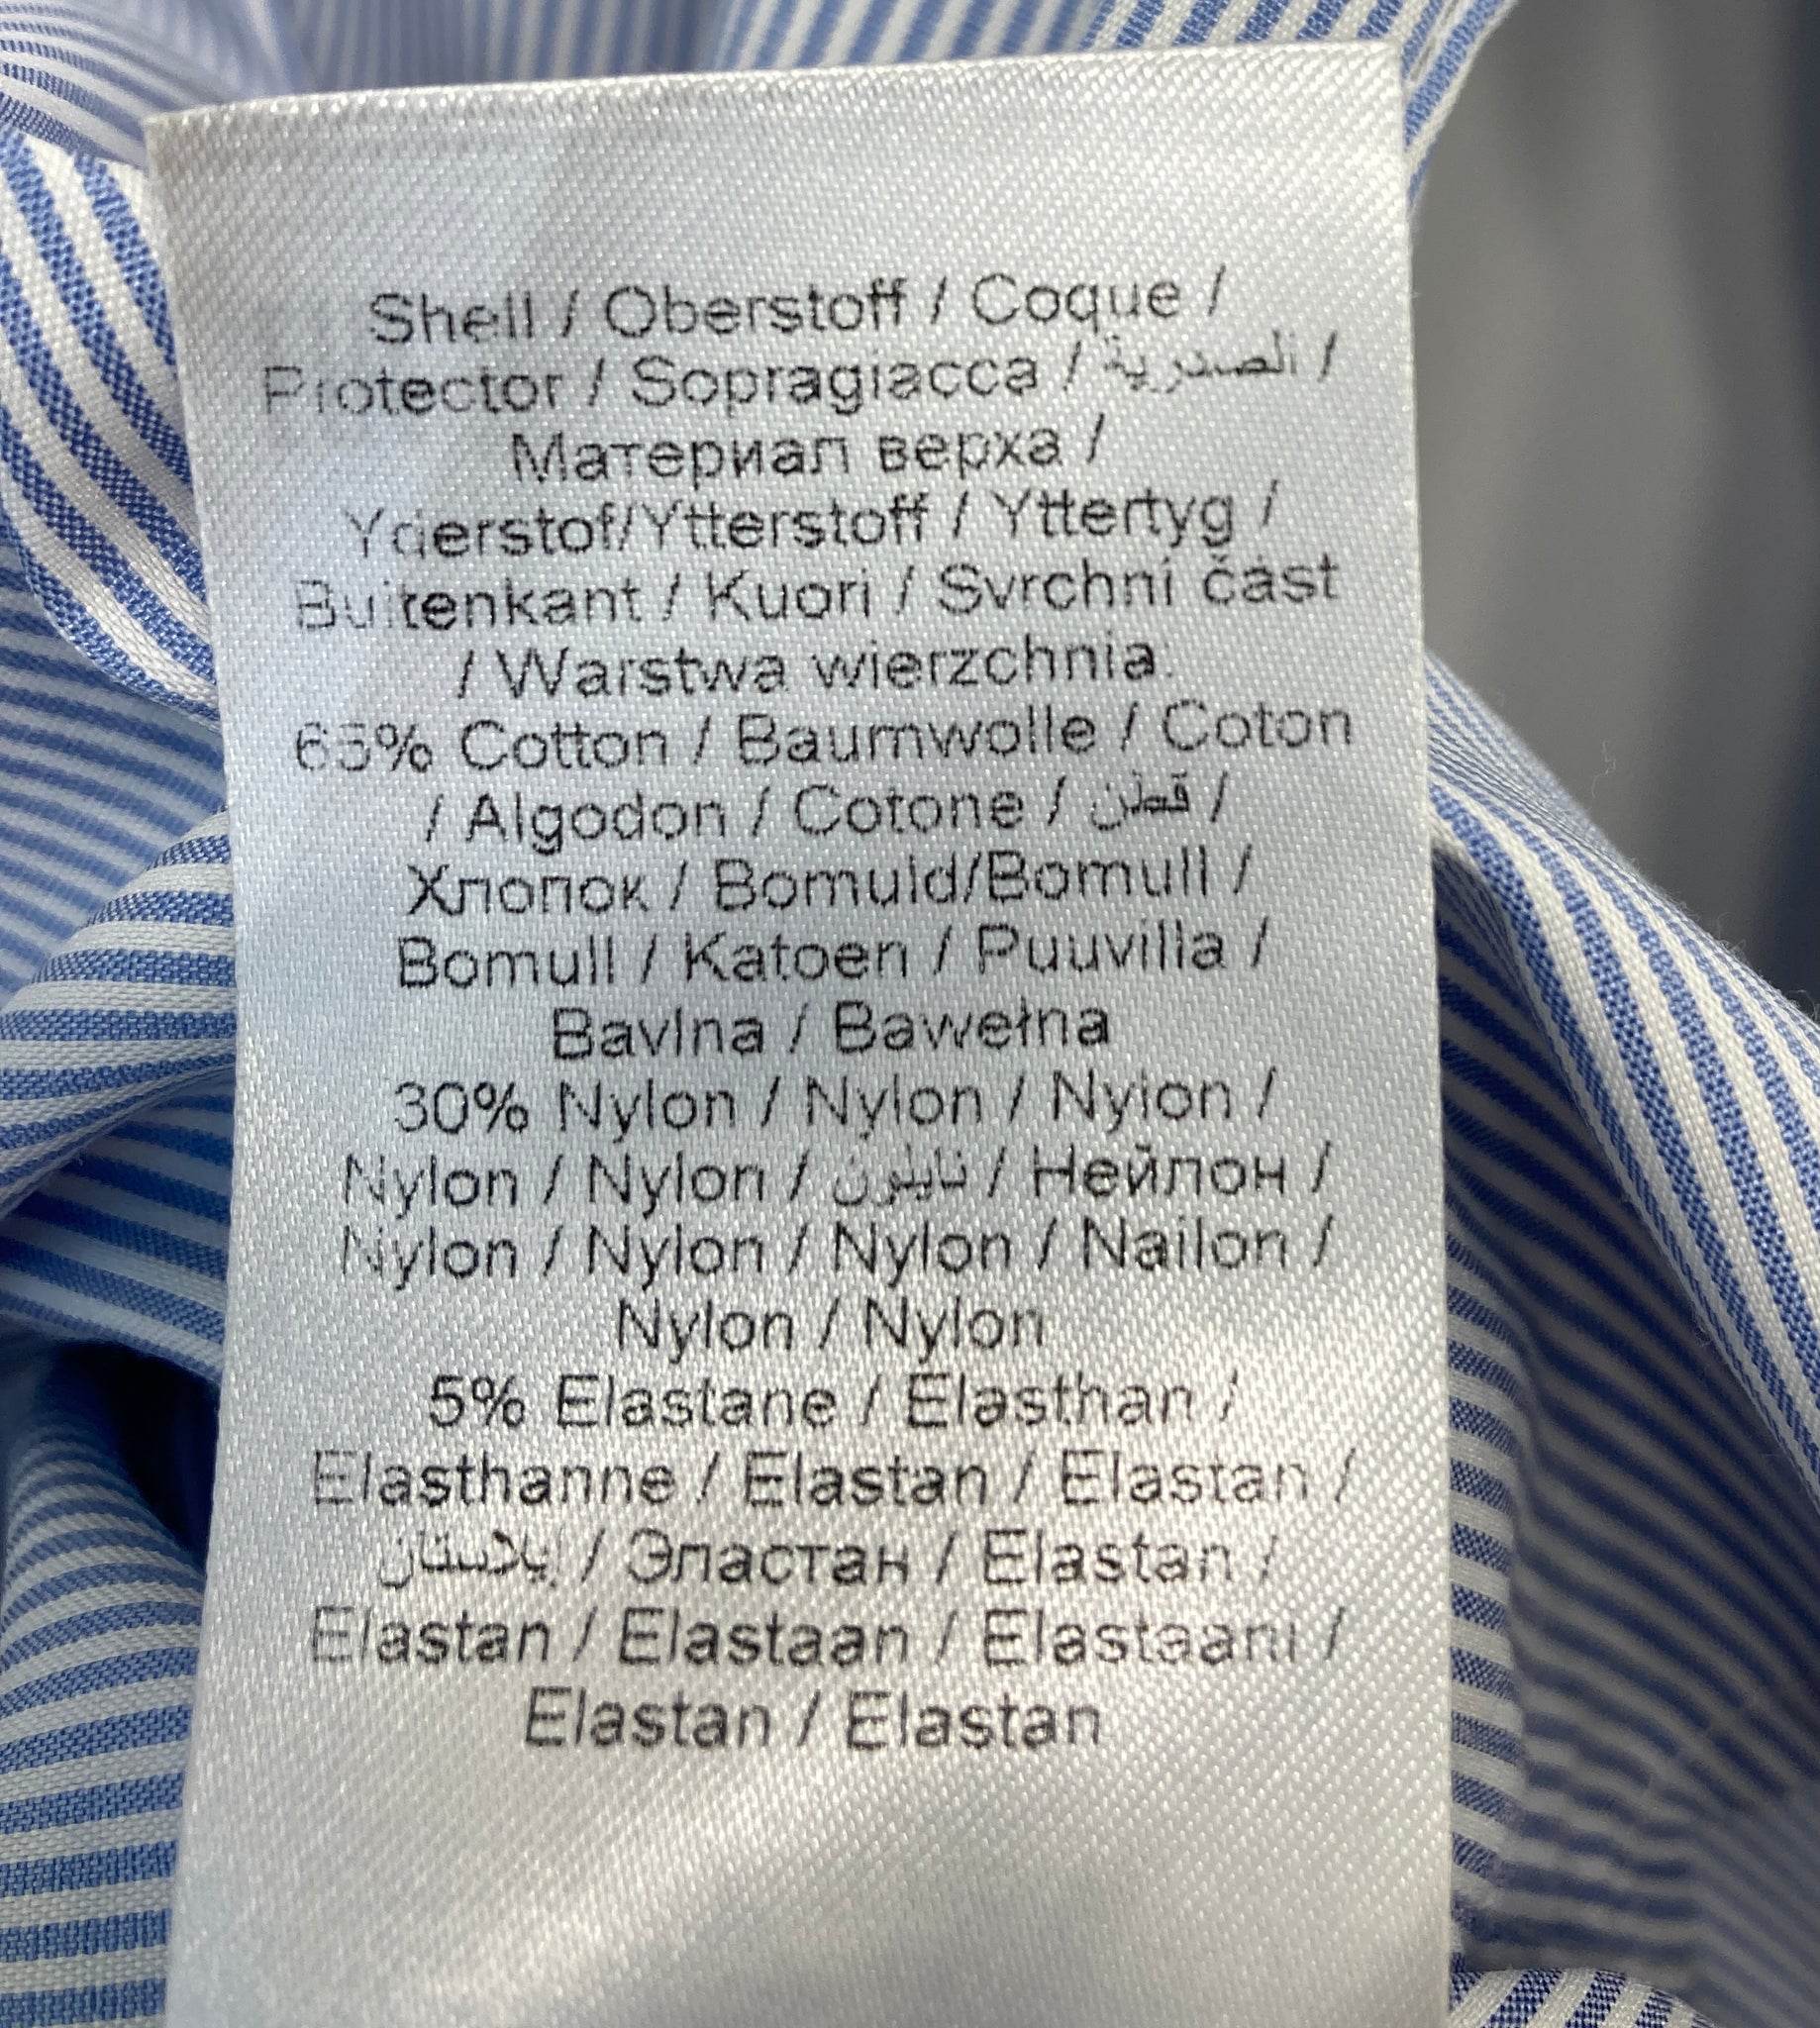 Shell / Oberstoff / Coque /
Protector / Sopragiacca / الصدرية /
Материал верха /
Yderstof/Ytterstoff / Yttertyg /
Buitenkant / Kuori / Svrchní část
/ Warstwa wierzchnia:
65% Cotton / Baumwolle / Coton
/ Algodon / Cotone / قطن /
Хлопок / Bomuld/Bomull /
Bomull / Katoen / Puuvilla /
Bavlna / Bawełna
30% Nylon / Nylon / Nylon /
Nylon / Nylon / نايلون / Нейлон /
Nylon / Nylon / Nylon / Nailon /
Nylon / Nylon
5% Elastane / Elasthan /
Elasthanne / Elastan / Elastan /
إيلاستان / Эластан / Elastan /
Elastan / Elastaan / Elastaani /
Elastan / Elastan